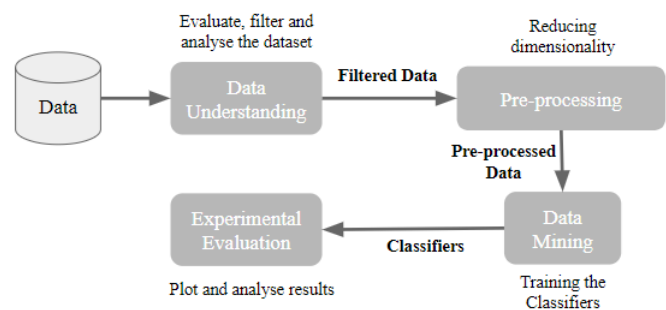 Evaluate, filter and
analyse the dataset
Reducing
dimensionality
Data
Data
Understanding
Filtered Data
Pre-processing
Pre-processed
Data
Experimental
Evaluation
Classifiers
Data
Mining
Plot and analyse results
Training the
Classifiers